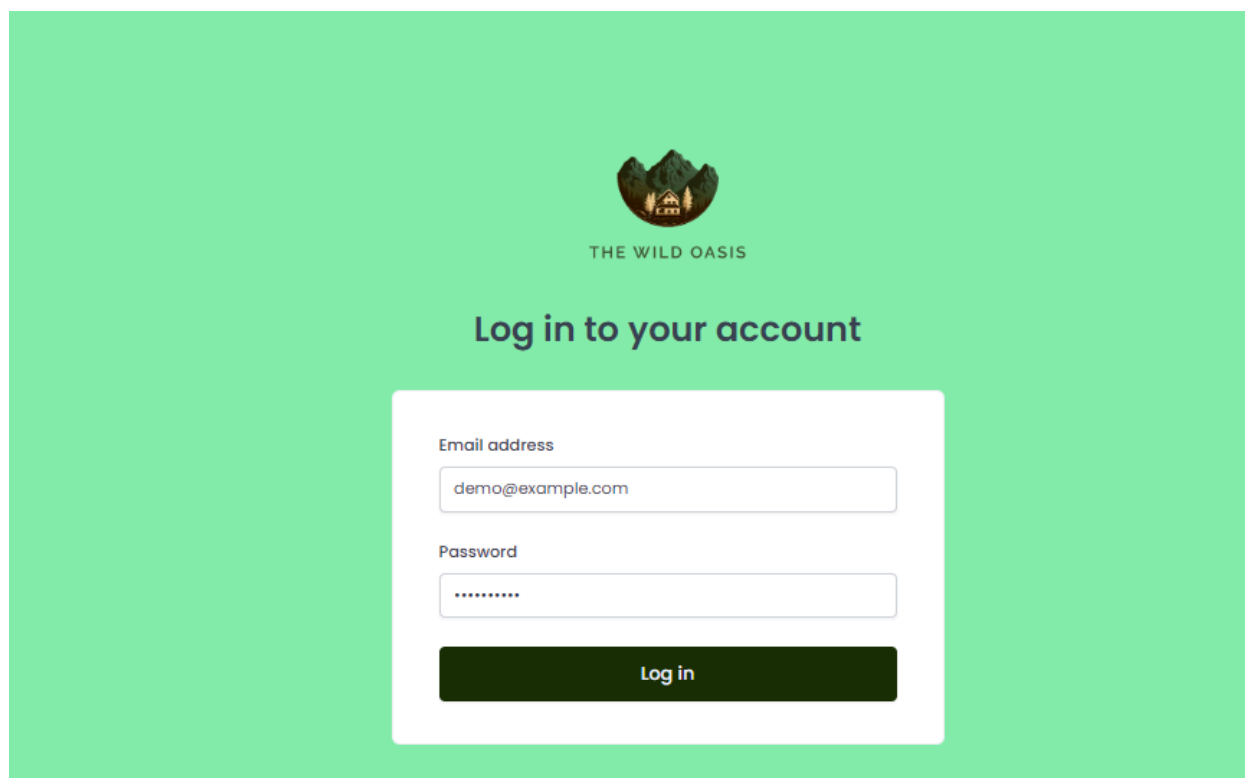 THE WILD OASIS
Log in to your account
Email address
demo@example.com
Password
••••••••••
Log in